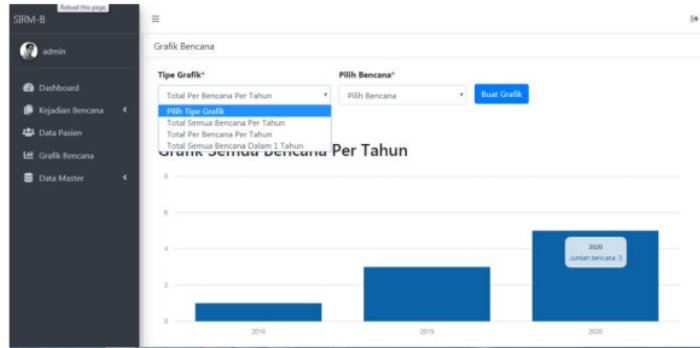 Reload this page
SIRM-B
admin
Dashboard
Kejadian Bencana
Data Pasien
Grafik Bencana
Data Master
Grafik Bencana
Tipe Grafik*
Pilih Bencana*
Total Per Bencana Per Tahun
Pilih Bencana
Buat Grafik
Pilih Tipe Grafik
Total Semua Bencana Per Tahun
Total Per Bencana Per Tahun
Total Semua Bencana Dalam 1 Tahun
Grafik Semua Bencana Per Tahun
8
6
4
2
0
2020
Jumlah bencana: 5
2018
2019
2020